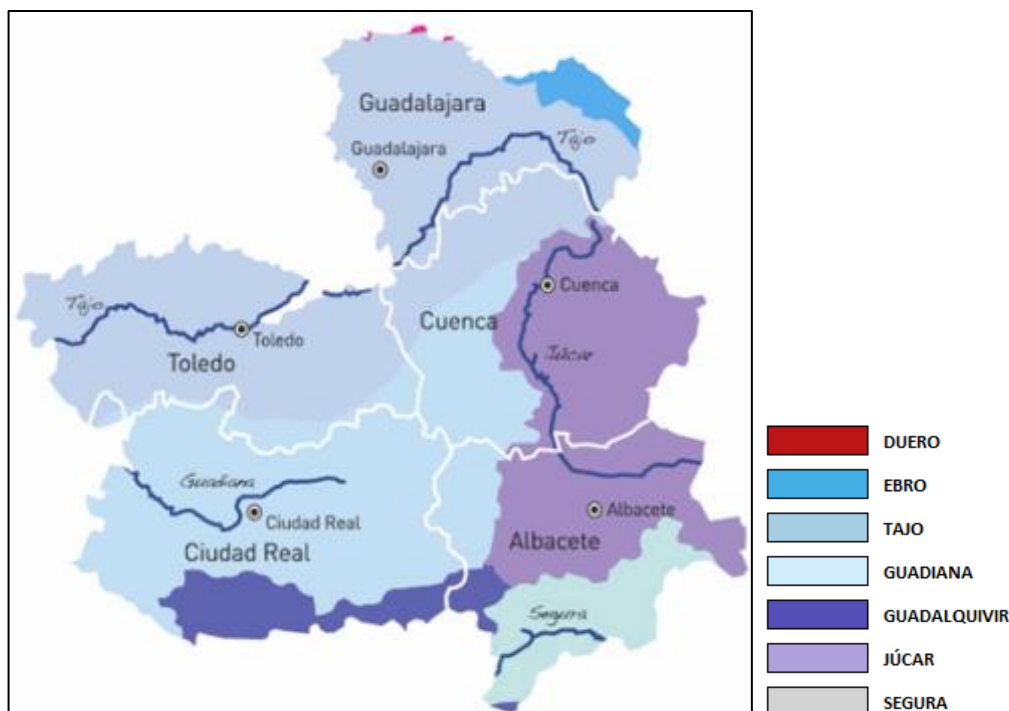 Guadalajara
Guadalajara
Tajo
Cuenca
Cuenca
Tajo
Toledo
Toledo
Júcar
Guadiana
Ciudad Real
Ciudad Real
Albacete
Albacete
Segura
DUERO
EBRO
TAJO
GUADIANA
GUADALQUIVIR
JÚCAR
SEGURA